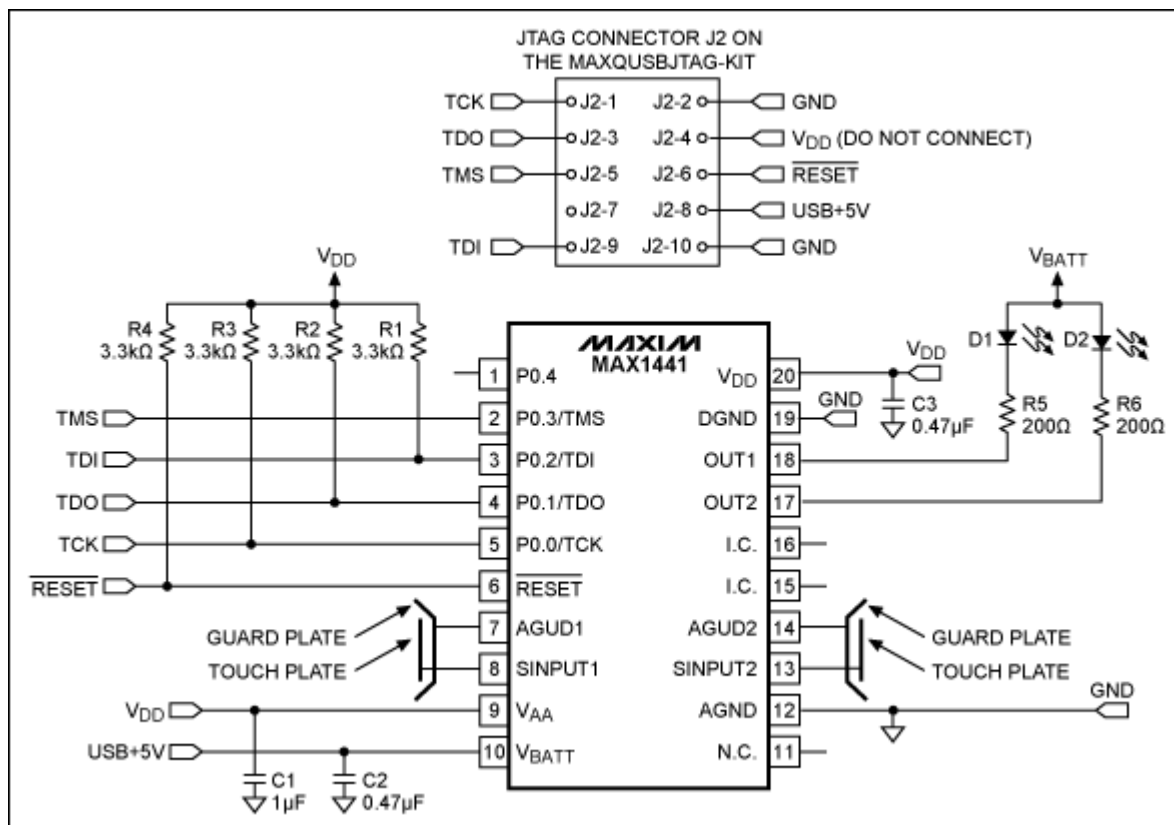 JTAG CONNECTOR J2 ON
THE MAXQUSBJTAG-KIT
TCK J2-1 J2-2 GND
TDO J2-3 J2-4 VDD (DO NOT CONNECT)
TMS J2-5 J2-6 RESET
J2-7 J2-8 USB+5V
TDI J2-9 J2-10 GND
VDD
VBATT
R4
3.3kΩ
R3
3.3kΩ
R2
3.3kΩ
R1
3.3kΩ
MAXIM
MAX1441
D1
D2
R5
200Ω
R6
200Ω
VDD
C3
0.47µF
GND
1 P0.4
TMS 2 P0.3/TMS
TDI 3 P0.2/TDI
TDO 4 P0.1/TDO
TCK 5 P0.0/TCK
RESET 6 RESET
7 AGUD1
8 SINPUT1
VDD 9 VAA
USB+5V 10 VBATT
VDD 20
DGND 19
OUT1 18
OUT2 17
I.C. 16
I.C. 15
AGUD2 14
SINPUT2 13
AGND 12
N.C. 11
GUARD PLATE
TOUCH PLATE
GUARD PLATE
TOUCH PLATE
GND
C1
1µF
C2
0.47µF